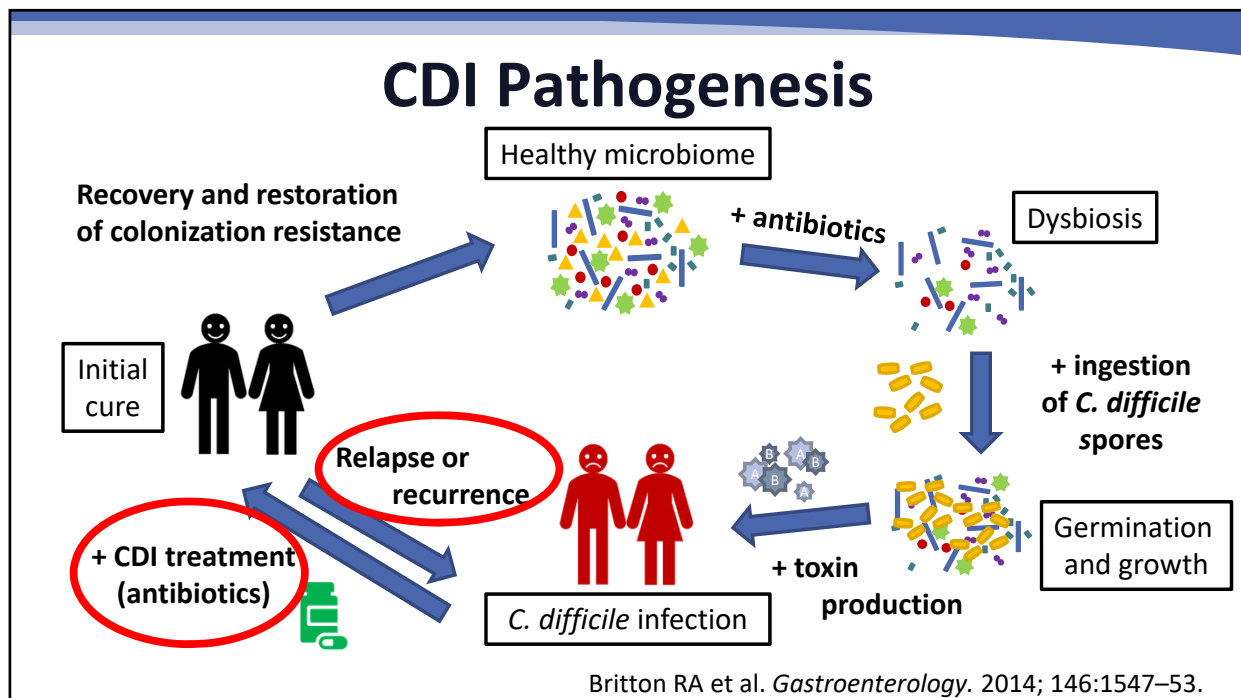 CDI Pathogenesis
Healthy microbiome
Recovery and restoration
of colonization resistance
+ antibiotics
Dysbiosis
Initial
cure
+ ingestion
of C. difficile
spores
Relapse or
recurrence
A
B
A
B
B
A
A
+ CDI treatment
(antibiotics)
+ toxin
production
Germination
and growth
C. difficile infection
Britton RA et al. Gastroenterology. 2014; 146:1547–53.